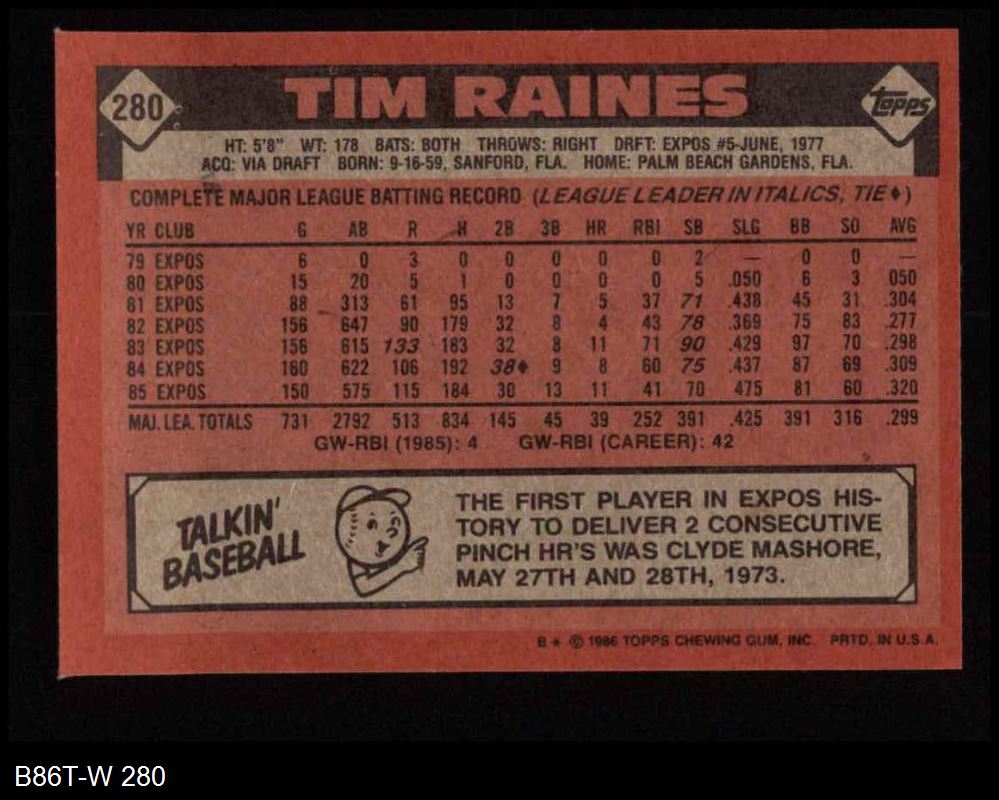 280
TIM RAINES
Topps
HT: 5'8" WT: 178 BATS: BOTH THROWS: RIGHT DRFT: EXPOS #5-JUNE, 1977
ACQ: VIA DRAFT BORN: 9-16-59, SANFORD, FLA. HOME: PALM BEACH GARDENS, FLA.
COMPLETE MAJOR LEAGUE BATTING RECORD (LEAGUE LEADER IN ITALICS, TIE ♦)
YR CLUB G AB R H 2B 3B HR RBI SB SLG BB SO AVG
79 EXPOS 6 0 3 0 0 0 0 0 2 — 0 0 —
80 EXPOS 15 20 5 1 0 0 0 0 5 .050 6 3 050
81 EXPOS 88 313 61 95 13 7 5 37 71 .438 45 31 .304
82 EXPOS 156 647 90 179 32 8 4 43 78 .369 75 83 .277
83 EXPOS 156 615 133 183 32 8 11 71 90 .429 97 70 .298
84 EXPOS 160 622 106 192 38♦ 9 8 60 75 .437 87 69 .309
85 EXPOS 150 575 115 184 30 13 11 41 70 475 81 60 .320
MAJ. LEA. TOTALS 731 2792 513 834 145 45 39 252 391 .425 391 316 .299
GW-RBI (1985): 4 GW-RBI (CAREER): 42
TALKIN'
BASEBALL
THE FIRST PLAYER IN EXPOS HIS-
TORY TO DELIVER 2 CONSECUTIVE
PINCH HR'S WAS CLYDE MASHORE,
MAY 27TH AND 28TH, 1973.
B * © 1986 TOPPS CHEWING GUM, INC. PRTD. IN U.S.A.
B86T-W 280